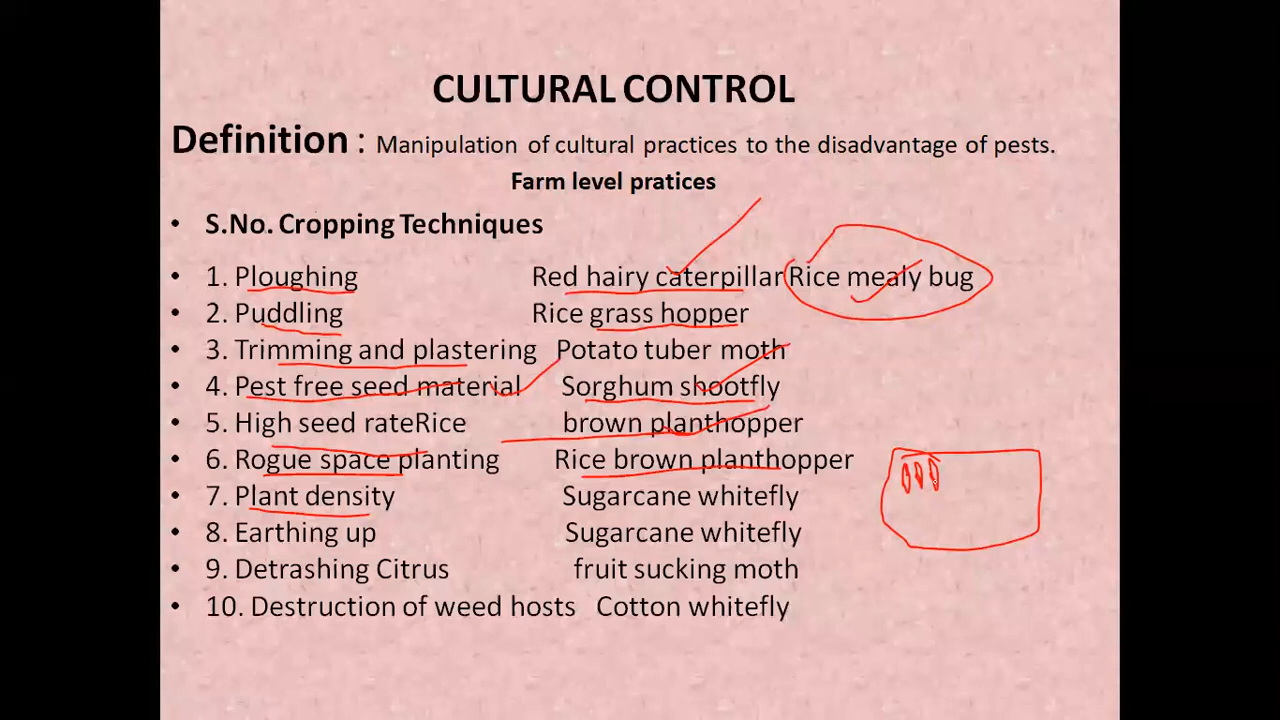 CULTURAL CONTROL
Definition : Manipulation of cultural practices to the disadvantage of pests.
Farm level pratices
• S.No. Cropping Techniques
• 1. Ploughing Red hairy caterpillar Rice mealy bug
• 2. Puddling Rice grass hopper
• 3. Trimming and plastering Potato tuber moth
• 4. Pest free seed material Sorghum shootfly
• 5. High seed rateRice brown planthopper
• 6. Rogue space planting Rice brown planthopper
• 7. Plant density Sugarcane whitefly
• 8. Earthing up Sugarcane whitefly
• 9. Detrashing Citrus fruit sucking moth
• 10. Destruction of weed hosts Cotton whitefly